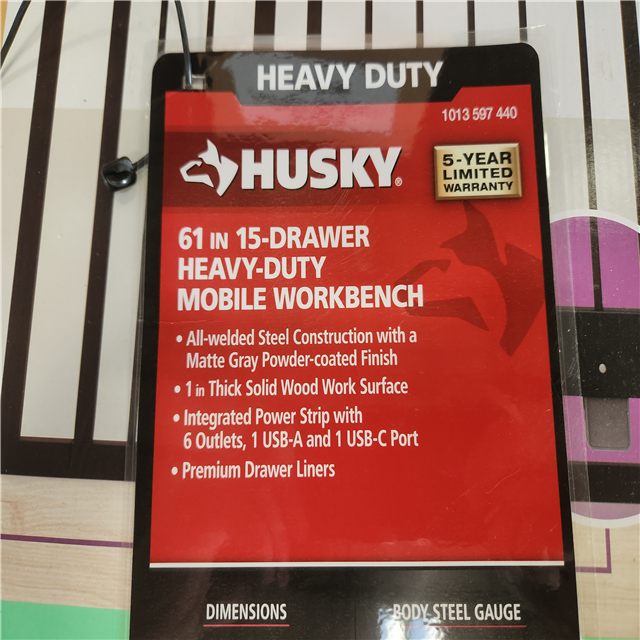 HEAVY DUTY
1013 597 440
HUSKY®
5-YEAR
LIMITED
WARRANTY
61 IN 15-DRAWER
HEAVY-DUTY
MOBILE WORKBENCH
• All-welded Steel Construction with a
Matte Gray Powder-coated Finish
• 1 in Thick Solid Wood Work Surface
• Integrated Power Strip with
6 Outlets, 1 USB-A and 1 USB-C Port
• Premium Drawer Liners
DIMENSIONS
BODY STEEL GAUGE